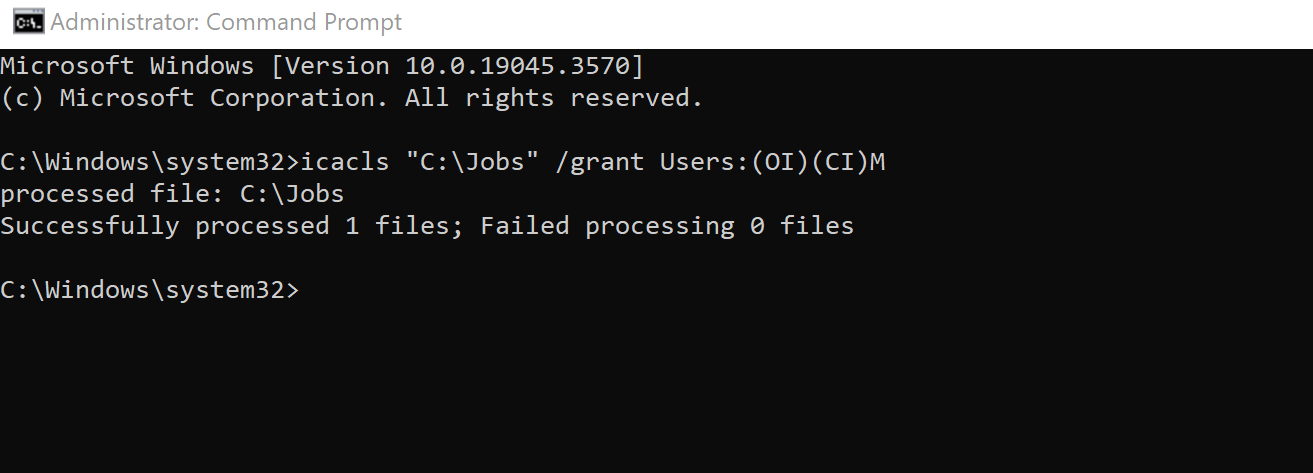 Administrator: Command Prompt
Microsoft Windows [Version 10.0.19045.3570]
(c) Microsoft Corporation. All rights reserved.
C:\Windows\system32>icacls "C:\Jobs" /grant Users:(OI)(CI)M
processed file: C:\Jobs
Successfully processed 1 files; Failed processing 0 files
C:\Windows\system32>